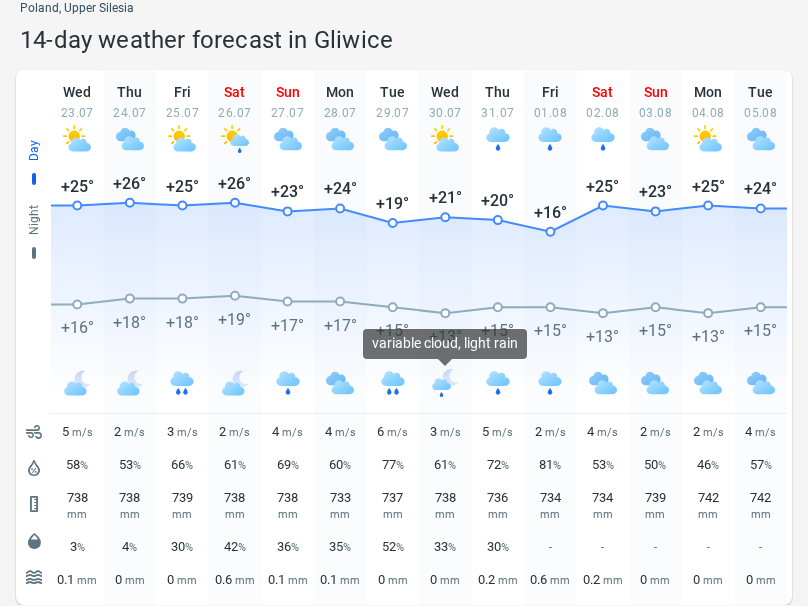 Poland, Upper Silesia
14-day weather forecast in Gliwice
Wed Thu Fri Sat Sun Mon Tue Wed Thu Fri Sat Sun Mon Tue
23.07 24.07 25.07 26.07 27.07 28.07 29.07 30.07 31.07 01.08 02.08 03.08 04.08 05.08
Day
+25° +26° +25° +26° +23° +24° +19° +21° +20° +16° +25° +23° +25° +24°
Night
+16° +18° +18° +19° +17° +17° +15° +13° +15° +15° +13° +15° +13° +15°
variable cloud, light rain
5 m/s 2 m/s 3 m/s 2 m/s 4 m/s 4 m/s 6 m/s 3 m/s 5 m/s 2 m/s 4 m/s 2 m/s 2 m/s 4 m/s
58% 53% 66% 61% 69% 60% 77% 61% 72% 81% 53% 50% 46% 57%
738 738 739 738 738 733 737 738 736 734 734 739 742 742
mm mm mm mm mm mm mm mm mm mm mm mm mm mm
3% 4% 30% 42% 36% 35% 52% 33% 30% - - - - -
0.1 mm 0 mm 0 mm 0.6 mm 0.1 mm 0.1 mm 0 mm 0 mm 0.2 mm 0.6 mm 0.2 mm 0 mm 0 mm 0 mm